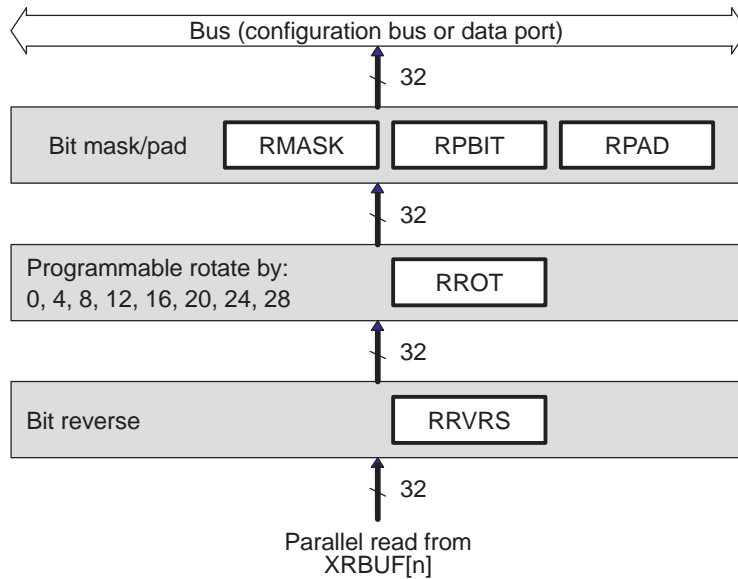 Bus (configuration bus or data port)
32
Bit mask/pad RMASK RPBIT RPAD
32
Programmable rotate by:
0, 4, 8, 12, 16, 20, 24, 28
RROT
32
Bit reverse RRVRS
32
Parallel read from
XRBUF[n]